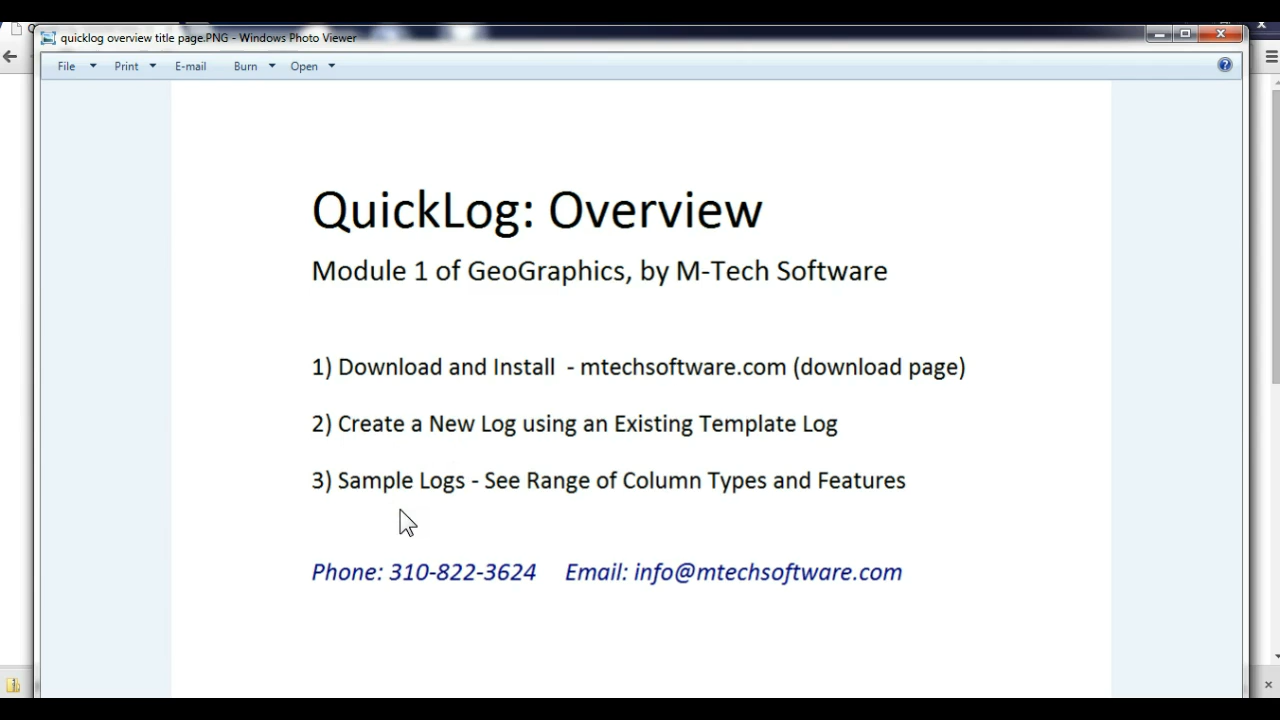 quicklog overview title page.PNG - Windows Photo Viewer
File Print E-mail Burn Open
QuickLog: Overview
Module 1 of GeoGraphics, by M-Tech Software
1) Download and Install - mtechsoftware.com (download page)
2) Create a New Log using an Existing Template Log
3) Sample Logs - See Range of Column Types and Features
Phone: 310-822-3624 Email: info@mtechsoftware.com